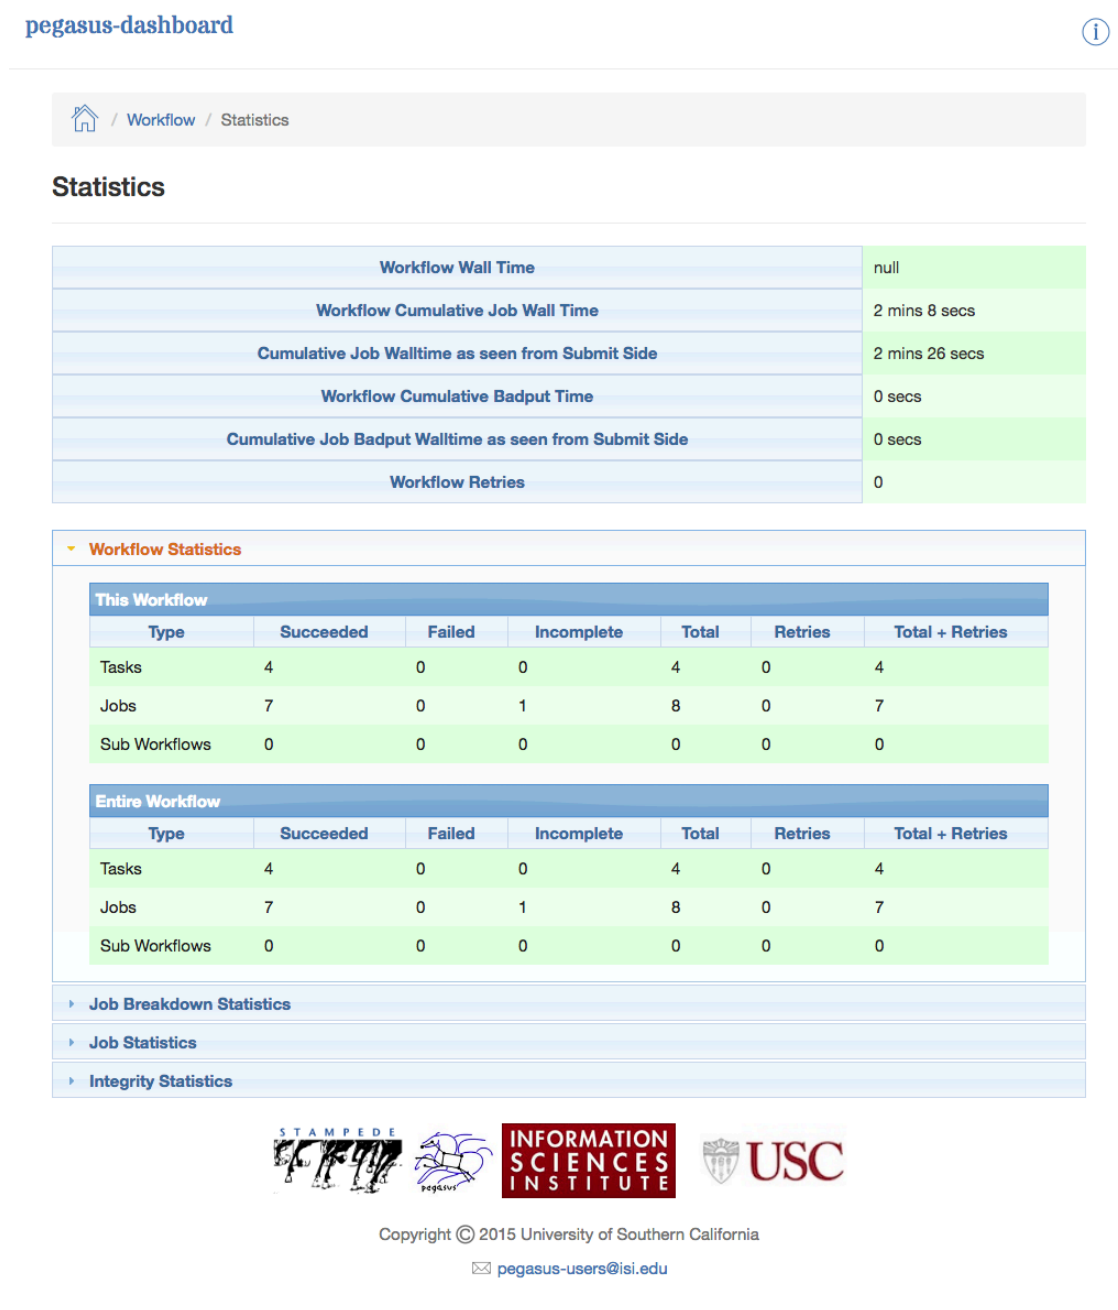 pegasus-dashboard
i
/ Workflow / Statistics
Statistics
Workflow Wall Time null
Workflow Cumulative Job Wall Time 2 mins 8 secs
Cumulative Job Walltime as seen from Submit Side 2 mins 26 secs
Workflow Cumulative Badput Time 0 secs
Cumulative Job Badput Walltime as seen from Submit Side 0 secs
Workflow Retries 0
Workflow Statistics
This Workflow
Type Succeeded Failed Incomplete Total Retries Total + Retries
Tasks 4 0 0 4 0 4
Jobs 7 0 1 8 0 7
Sub Workflows 0 0 0 0 0 0
Entire Workflow
Type Succeeded Failed Incomplete Total Retries Total + Retries
Tasks 4 0 0 4 0 4
Jobs 7 0 1 8 0 7
Sub Workflows 0 0 0 0 0 0
Job Breakdown Statistics
Job Statistics
Integrity Statistics
STAMPEDE
pegasus
INFORMATION
SCIENCES
INSTITUTE
USC
Copyright © 2015 University of Southern California
pegasus-users@isi.edu